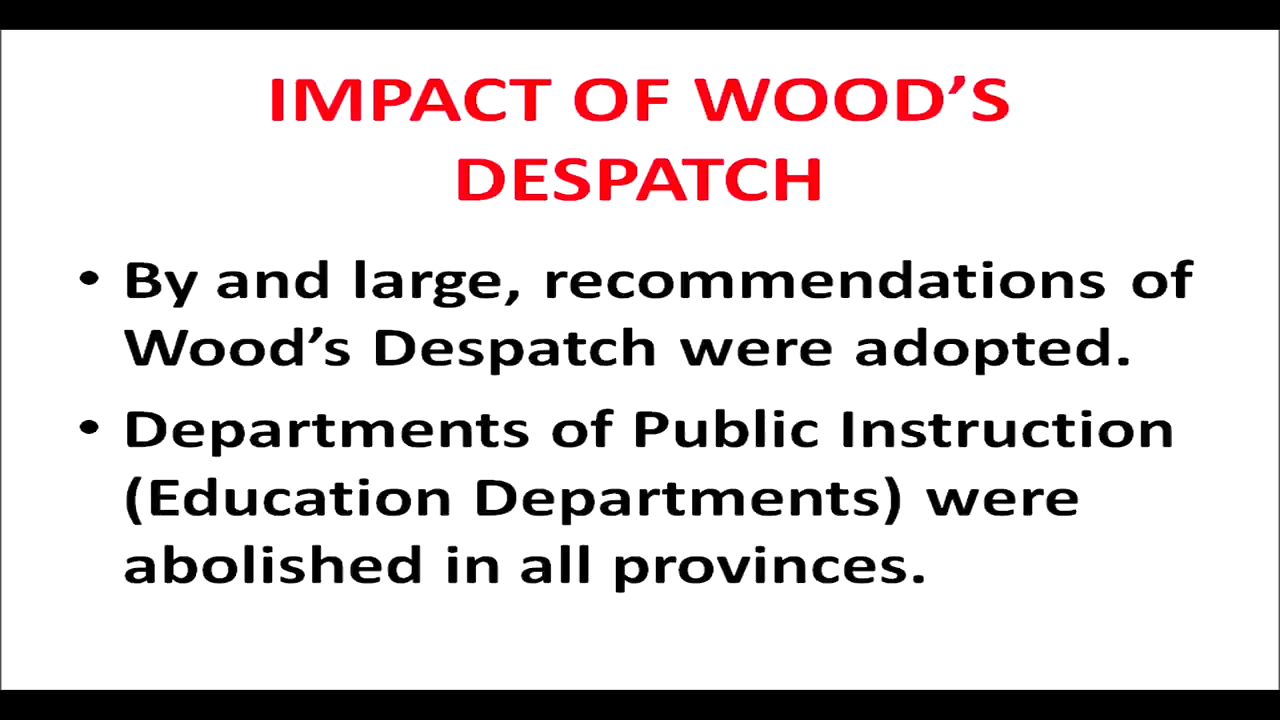 IMPACT OF WOOD’S
DESPATCH
• By and large, recommendations of
Wood’s Despatch were adopted.
• Departments of Public Instruction
(Education Departments) were
abolished in all provinces.